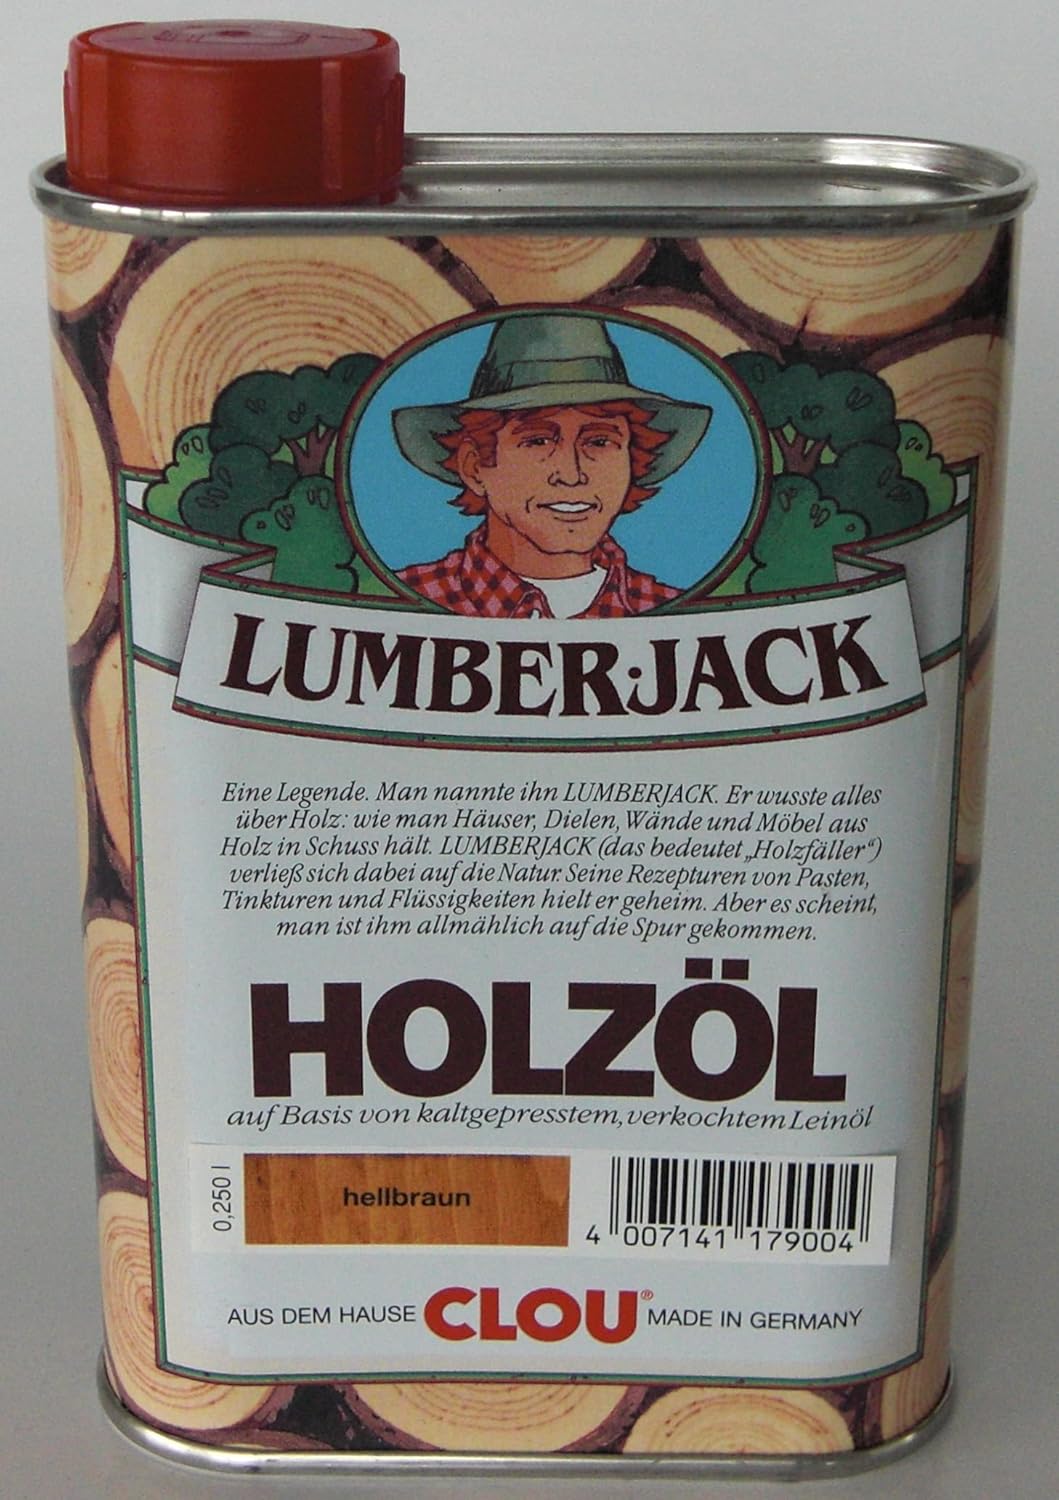 LUMBER·JACK
Eine Legende. Man nannte ihn LUMBERJACK. Er wusste alles
über Holz: wie man Häuser, Dielen, Wände und Möbel aus
Holz in Schuss hält. LUMBERJACK (das bedeutet „Holzfäller“)
verließ sich dabei auf die Natur. Seine Rezepturen von Pasten,
Tinkturen und Flüssigkeiten hielt er geheim. Aber es scheint,
man ist ihm allmählich auf die Spur gekommen.
HOLZÖL
auf Basis von kaltgepresstem, verkochtem Leinöl
0,250 l
hellbraun
4 007141 179004
AUS DEM HAUSE CLOU® MADE IN GERMANY